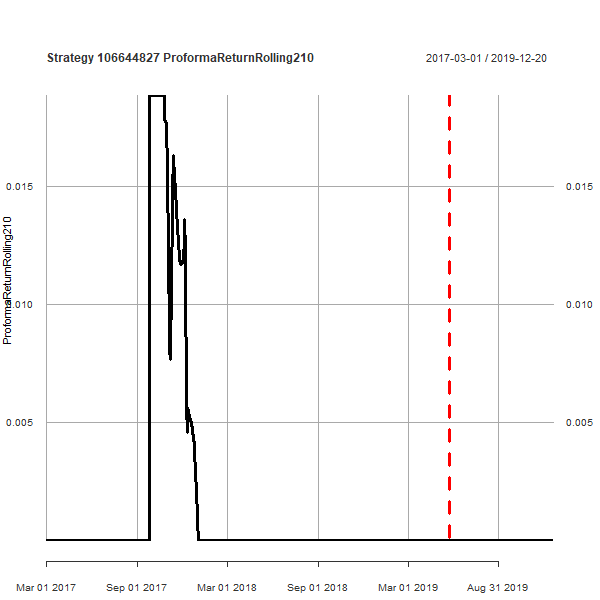 Strategy 106644827 ProformaReturnRolling210
2017-03-01 / 2019-12-20
ProformaReturnRolling210
0.015
0.015
0.010
0.010
0.005
0.005
Mar 01 2017
Sep 01 2017
Mar 01 2018
Sep 01 2018
Mar 01 2019
Aug 31 2019